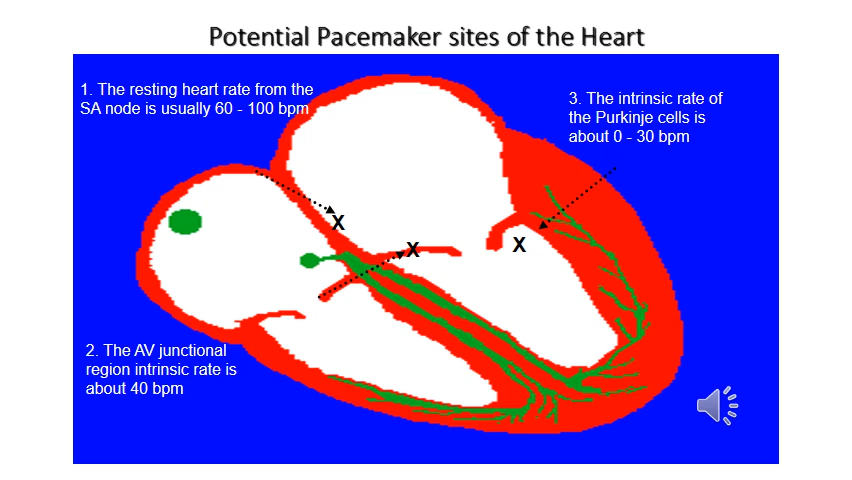 Potential Pacemaker sites of the Heart
1. The resting heart rate from the
SA node is usually 60 - 100 bpm
3. The intrinsic rate of
the Purkinje cells is
about 0 - 30 bpm
X
X
X
2. The AV junctional
region intrinsic rate is
about 40 bpm